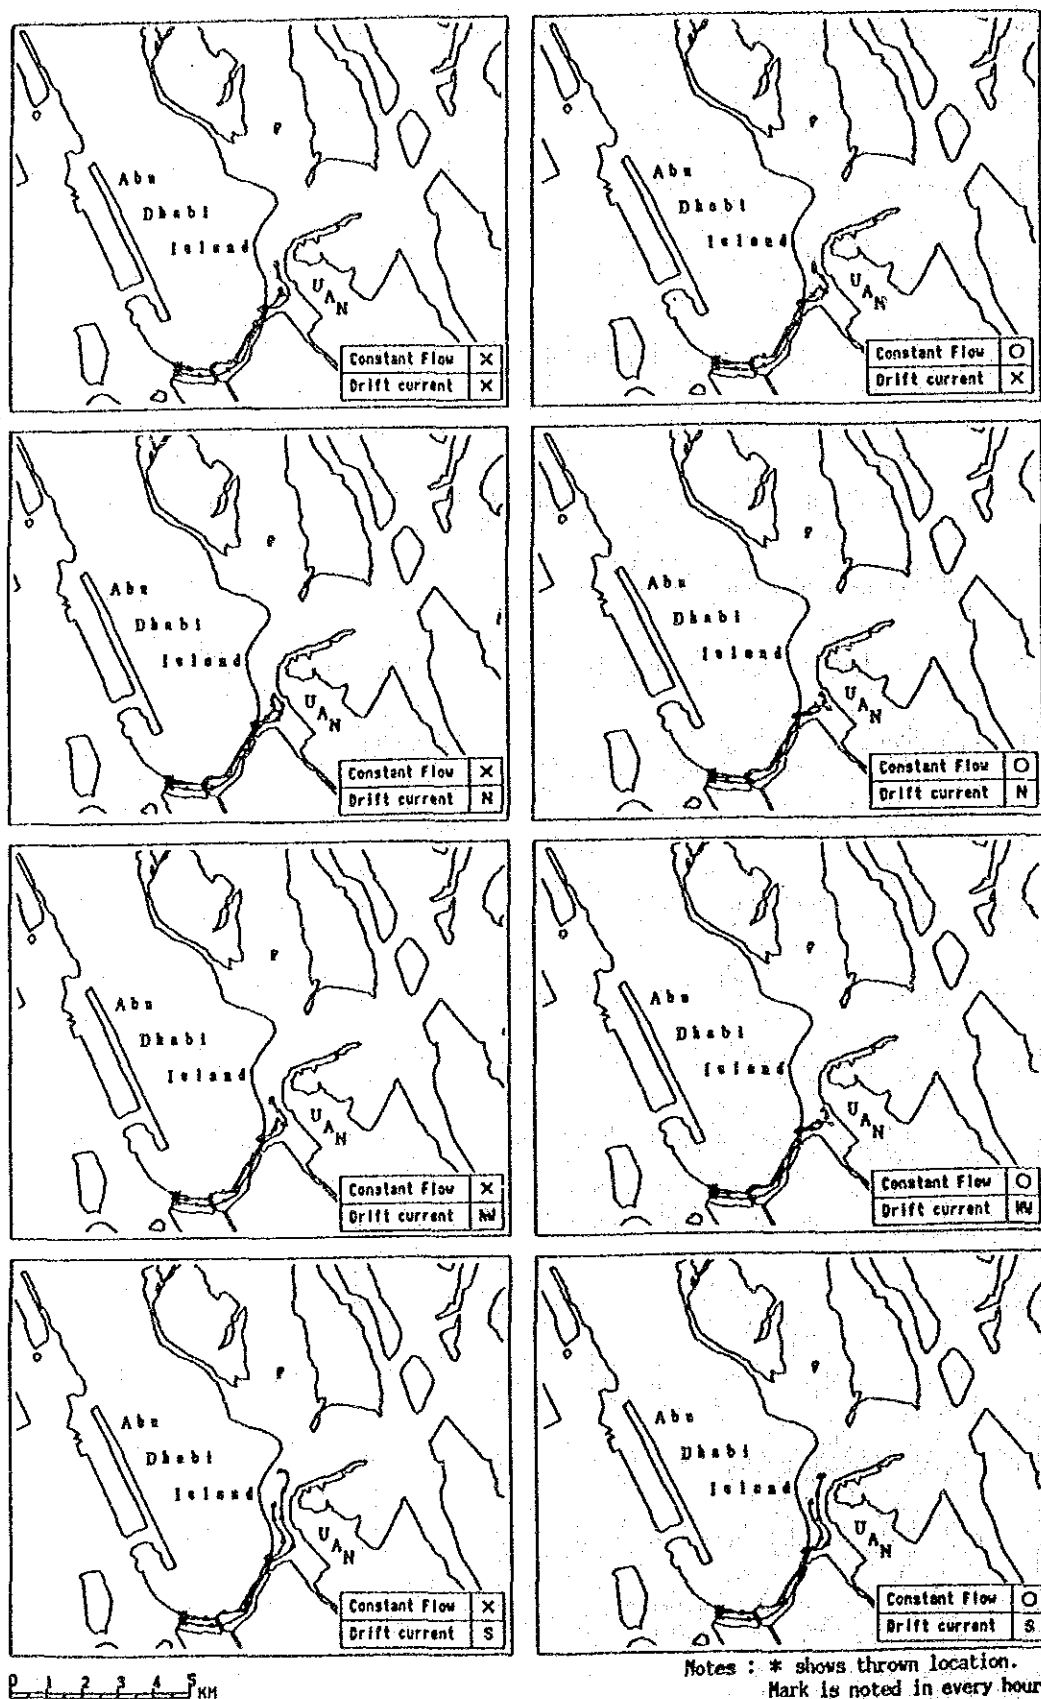 Abu
Dhabi
Island
U A N
Constant Flow X
Drift current X
Abu
Dhabi
Island
U A N
Constant Flow O
Drift current X
Abu
Dhabi
Island
U A N
Constant Flow X
Drift current N
Abu
Dhabi
Island
U A N
Constant Flow O
Drift current N
Abu
Dhabi
Island
U A N
Constant Flow X
Drift current NW
Abu
Dhabi
Island
U A N
Constant Flow O
Drift current NW
Abu
Dhabi
Island
U A N
Constant Flow X
Drift current S
Abu
Dhabi
Island
U A N
Constant Flow O
Drift current S
0 1 2 3 4 5 KM
Notes : * shows thrown location.
Mark is noted in every hour